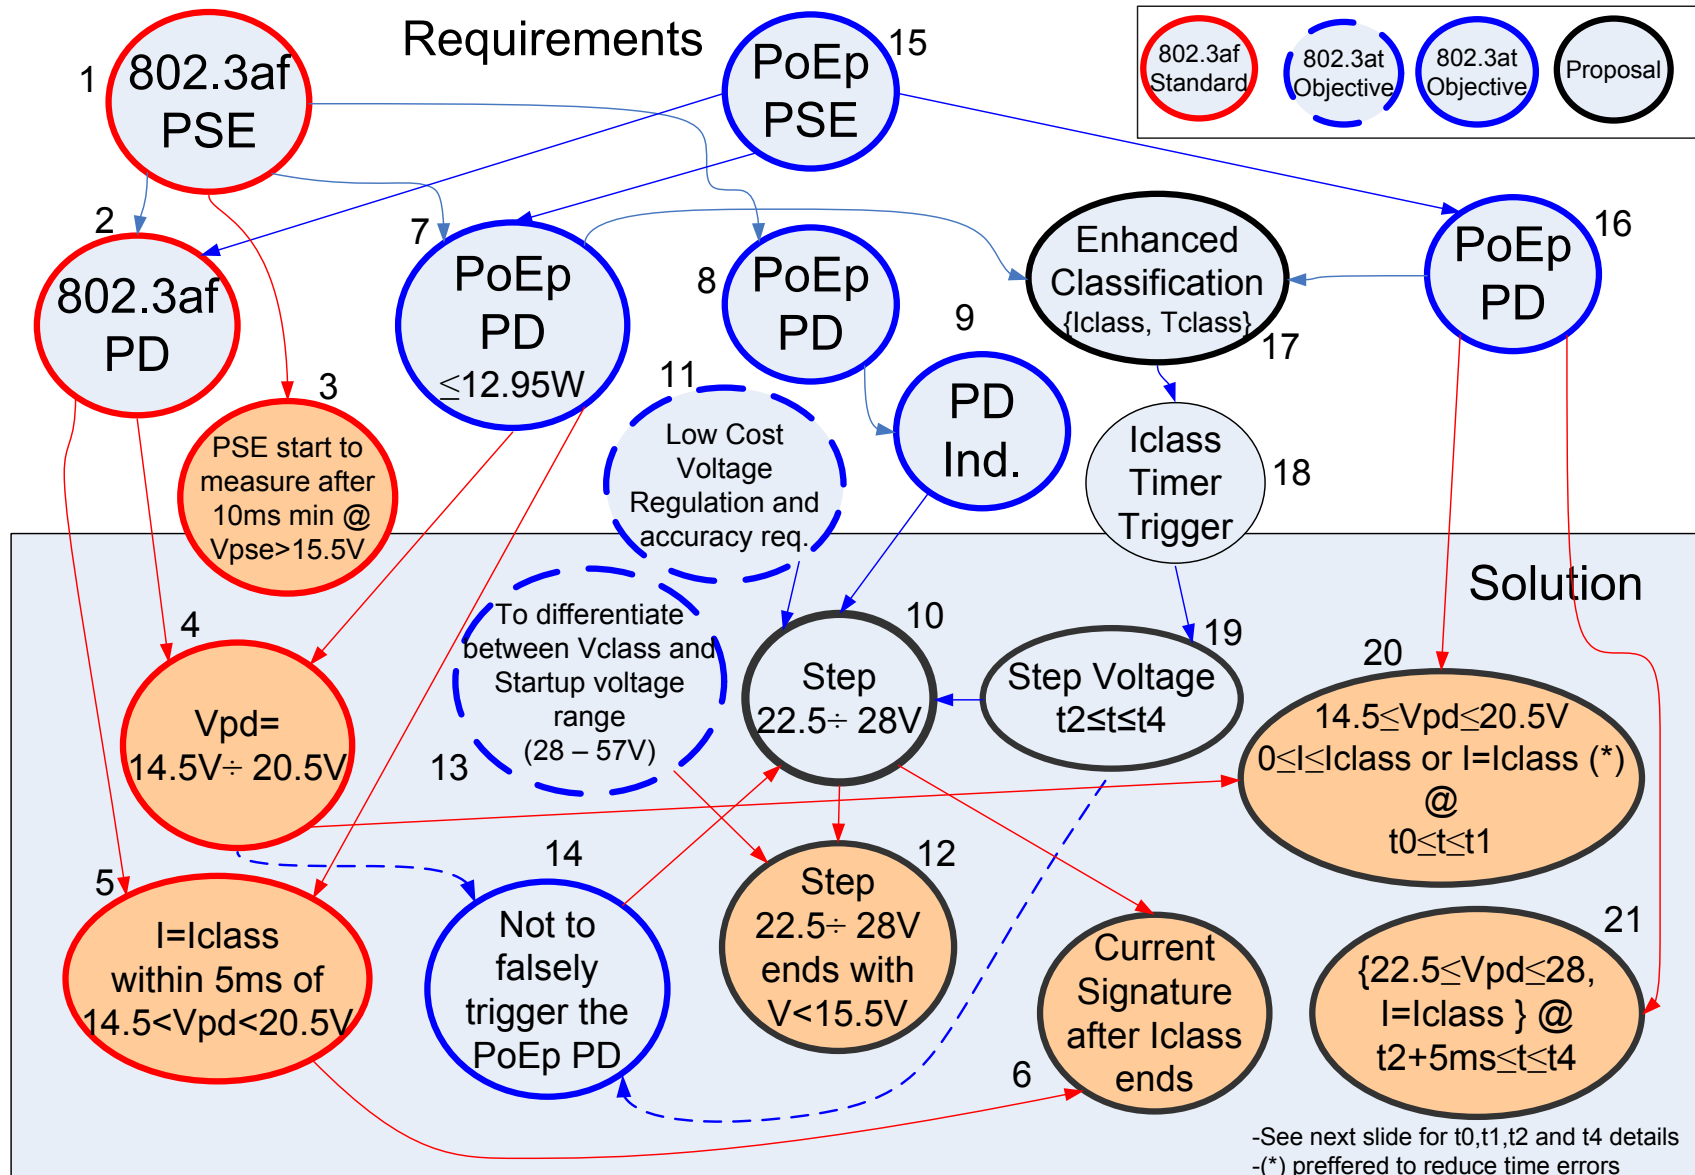 Requirements
802.3af
Standard
802.3at
Objective
802.3at
Objective
Proposal
1
802.3af
PSE
15
PoEp
PSE
2
802.3af
PD
7
PoEp
PD
≤12.95W
8
PoEp
PD
Enhanced
Classification
{Iclass, Tclass}
17
16
PoEp
PD
3
PSE start to
measure after
10ms min @
Vpse>15.5V
11
Low Cost
Voltage
Regulation and
accuracy req.
9
PD
Ind.
Iclass
Timer
Trigger
18
Solution
4
Vpd=
14.5V÷ 20.5V
13
To differentiate
between Vclass and
Startup voltage
range
(28 – 57V)
10
Step
22.5÷ 28V
19
Step Voltage
t2≤t≤t4
20
14.5≤Vpd≤20.5V
0≤I≤Iclass or I=Iclass (*)
@
t0≤t≤t1
5
I=Iclass
within 5ms of
14.5<Vpd<20.5V
14
Not to
falsely
trigger the
PoEp PD
12
Step
22.5÷ 28V
ends with
V<15.5V
6
Current
Signature
after Iclass
ends
21
{22.5≤Vpd≤28,
I=Iclass } @
t2+5ms≤t≤t4
-See next slide for t0,t1,t2 and t4 details
-(*) preffered to reduce time errors